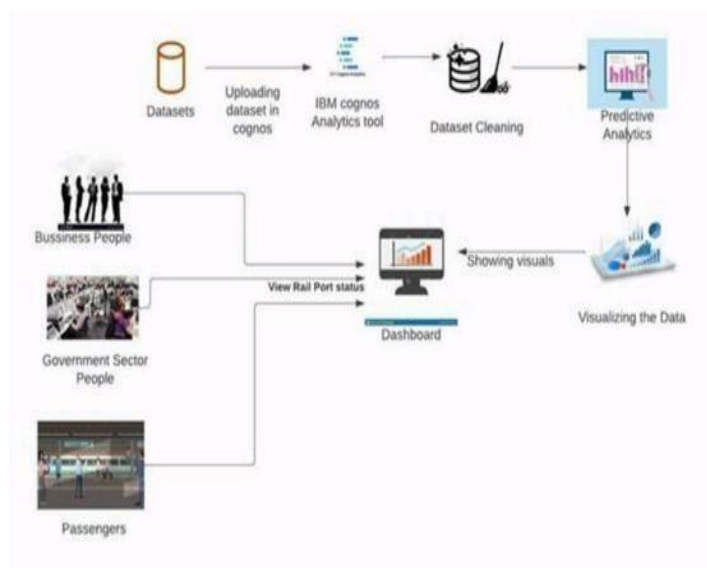 Datasets
Uploading
dataset in
cognos
IBM cognos
Analytics tool
Dataset Cleaning
Predictive
Analytics
Bussiness People
View Rail Port status
Showing visuals
Government Sector
People
Dashboard
Visualizing the Data
Passengers